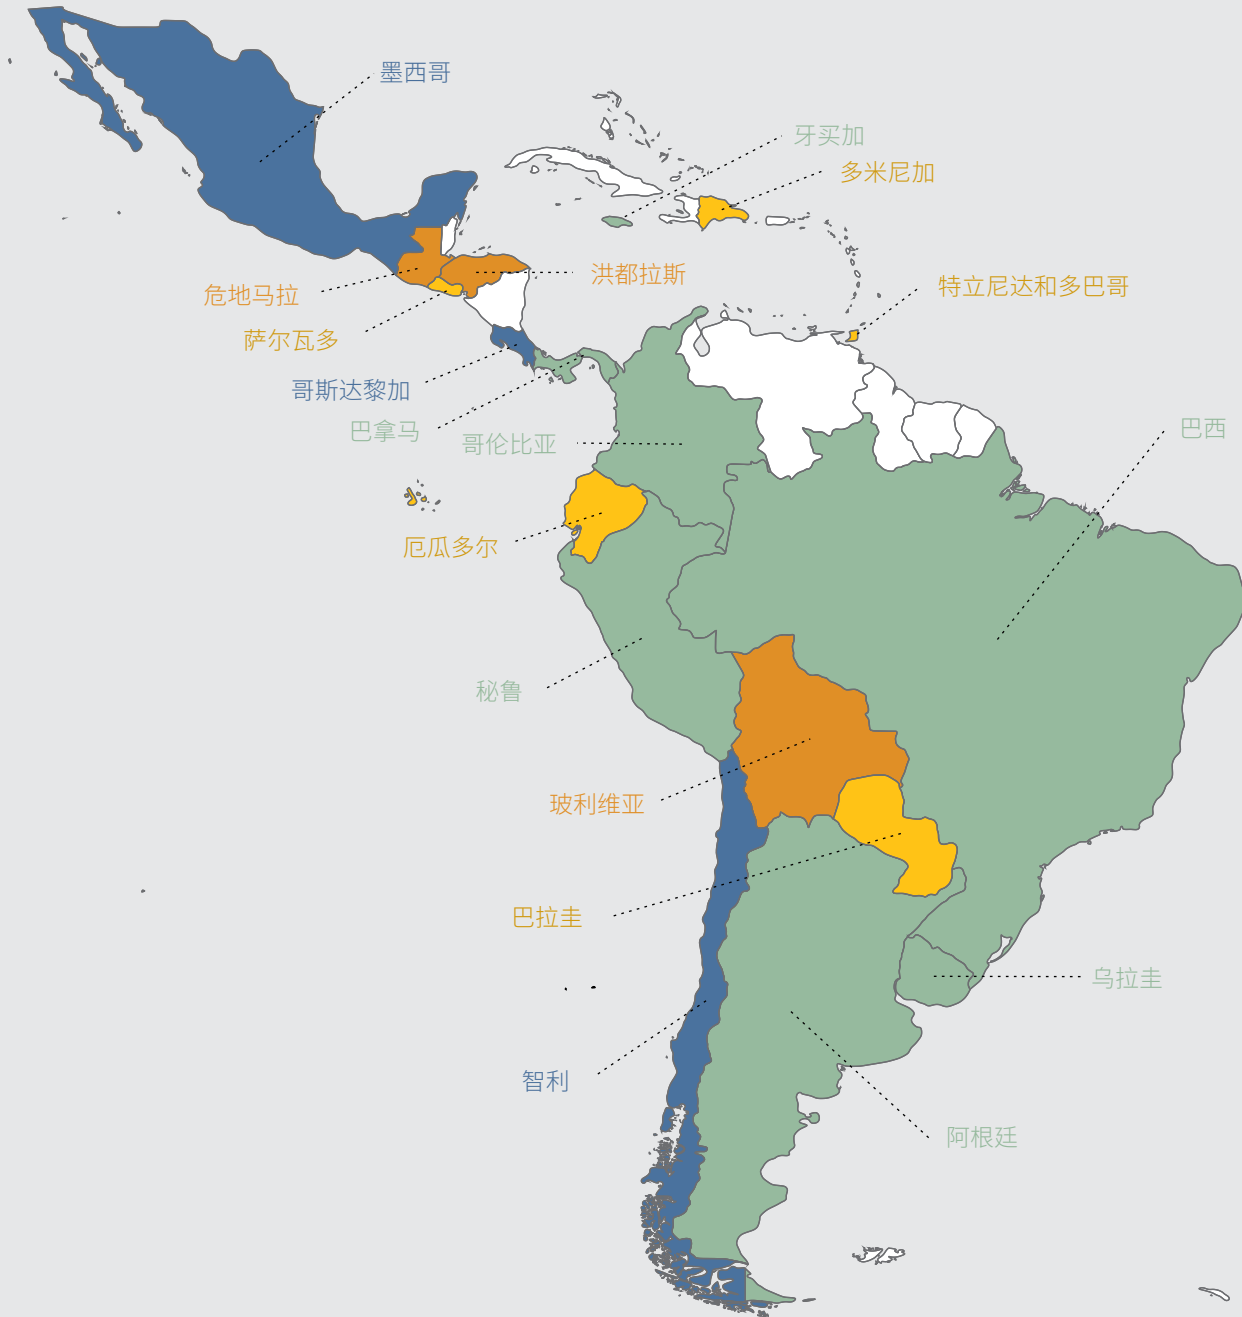 墨西哥
牙买加
多米尼加
洪都拉斯
危地马拉
特立尼达和多巴哥
萨尔瓦多
哥斯达黎加
巴拿马
哥伦比亚
巴西
厄瓜多尔
秘鲁
玻利维亚
巴拉圭
乌拉圭
智利
阿根廷